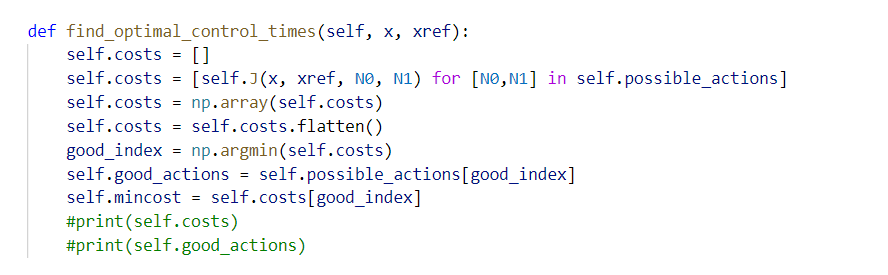 def find_optimal_control_times(self, x, xref):
    self.costs = []
    self.costs = [self.J(x, xref, N0, N1) for [N0,N1] in self.possible_actions]
    self.costs = np.array(self.costs)
    self.costs = self.costs.flatten()
    good_index = np.argmin(self.costs)
    self.good_actions = self.possible_actions[good_index]
    self.mincost = self.costs[good_index]
    #print(self.costs)
    #print(self.good_actions)